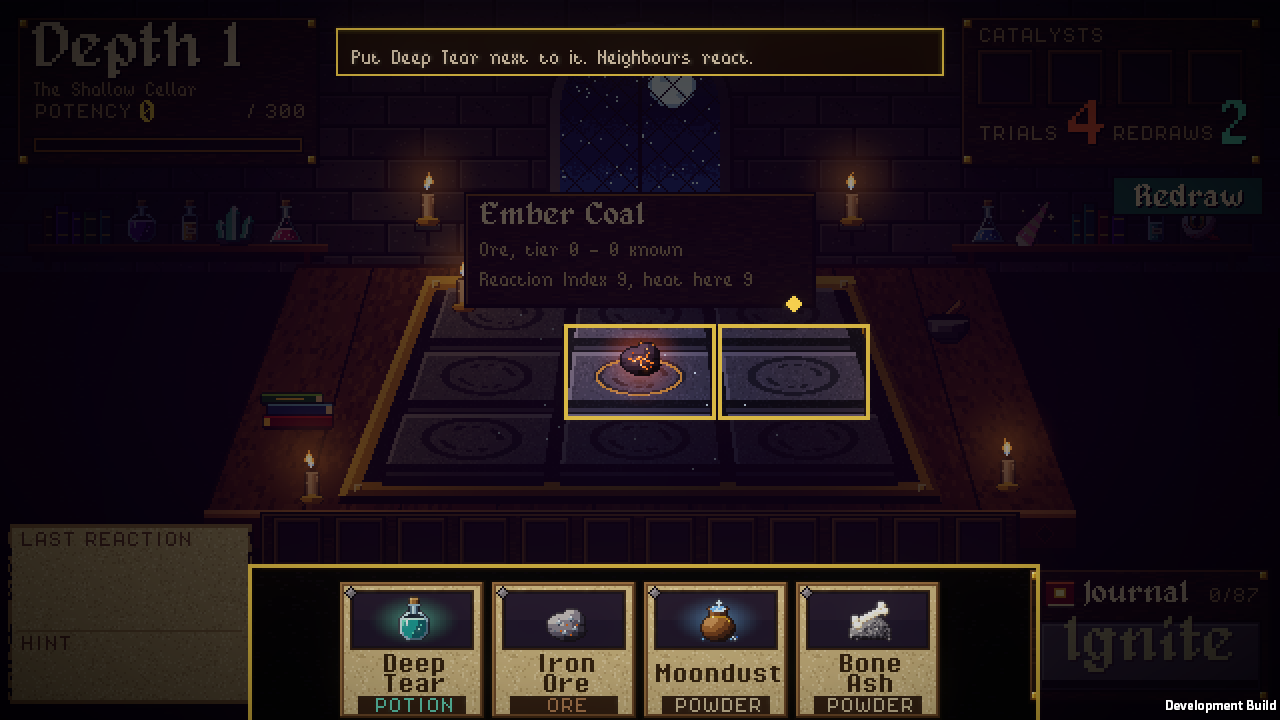 Depth 1
The Shallow Cellar
POTENCY 0 / 300
Put Deep Tear next to it. Neighbours react.
CATALYSTS
TRIALS 4 REDRAWS 2
Redraw
Ember Coal
Ore, tier 0 - 0 known
Reaction Index 9, heat here 9
LAST REACTION
HINT
Deep
Tear
POTION
Iron
Ore
ORE
Moondust
POWDER
Bone
Ash
POWDER
Journal 0/87
Ignite
Development Build